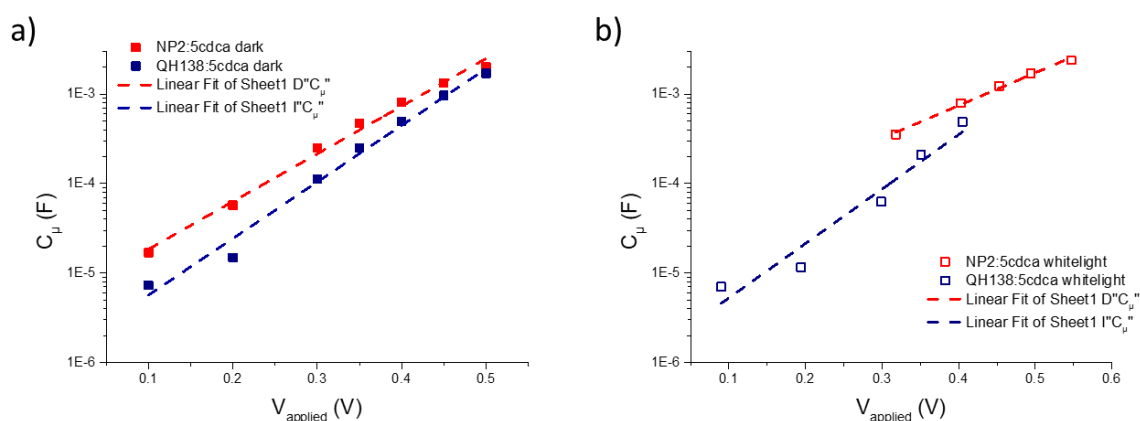 a)
NP2:5cdca dark
QH138:5cdca dark
Linear Fit of Sheet1 D"Cμ"
Linear Fit of Sheet1 I"Cμ"
1E-3
1E-4
1E-5
1E-6
Cμ (F)
0.1 0.2 0.3 0.4 0.5
Vapplied (V)
b)
1E-3
1E-4
1E-5
1E-6
Cμ (F)
NP2:5cdca whitelight
QH138:5cdca whitelight
Linear Fit of Sheet1 D"Cμ"
Linear Fit of Sheet1 I"Cμ"
0.1 0.2 0.3 0.4 0.5 0.6
Vapplied (V)